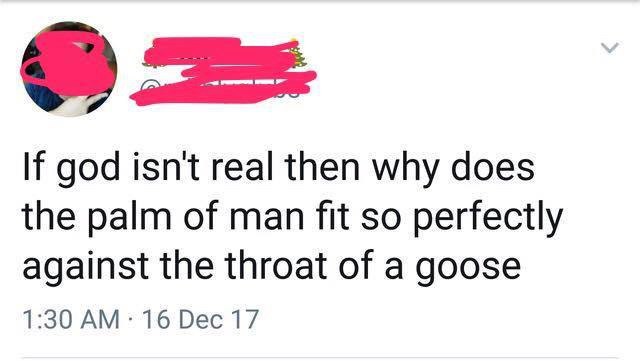 If god isn't real then why does
the palm of man fit so perfectly
against the throat of a goose
1:30 AM · 16 Dec 17